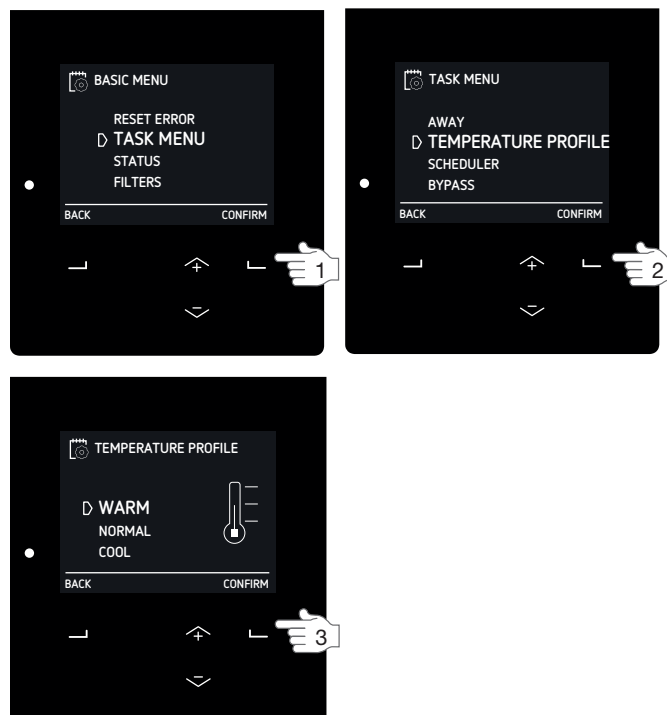 BASIC MENU
RESET ERROR
TASK MENU
STATUS
FILTERS
BACK CONFIRM
1
TASK MENU
AWAY
TEMPERATURE PROFILE
SCHEDULER
BYPASS
BACK CONFIRM
2
TEMPERATURE PROFILE
WARM
NORMAL
COOL
BACK CONFIRM
3